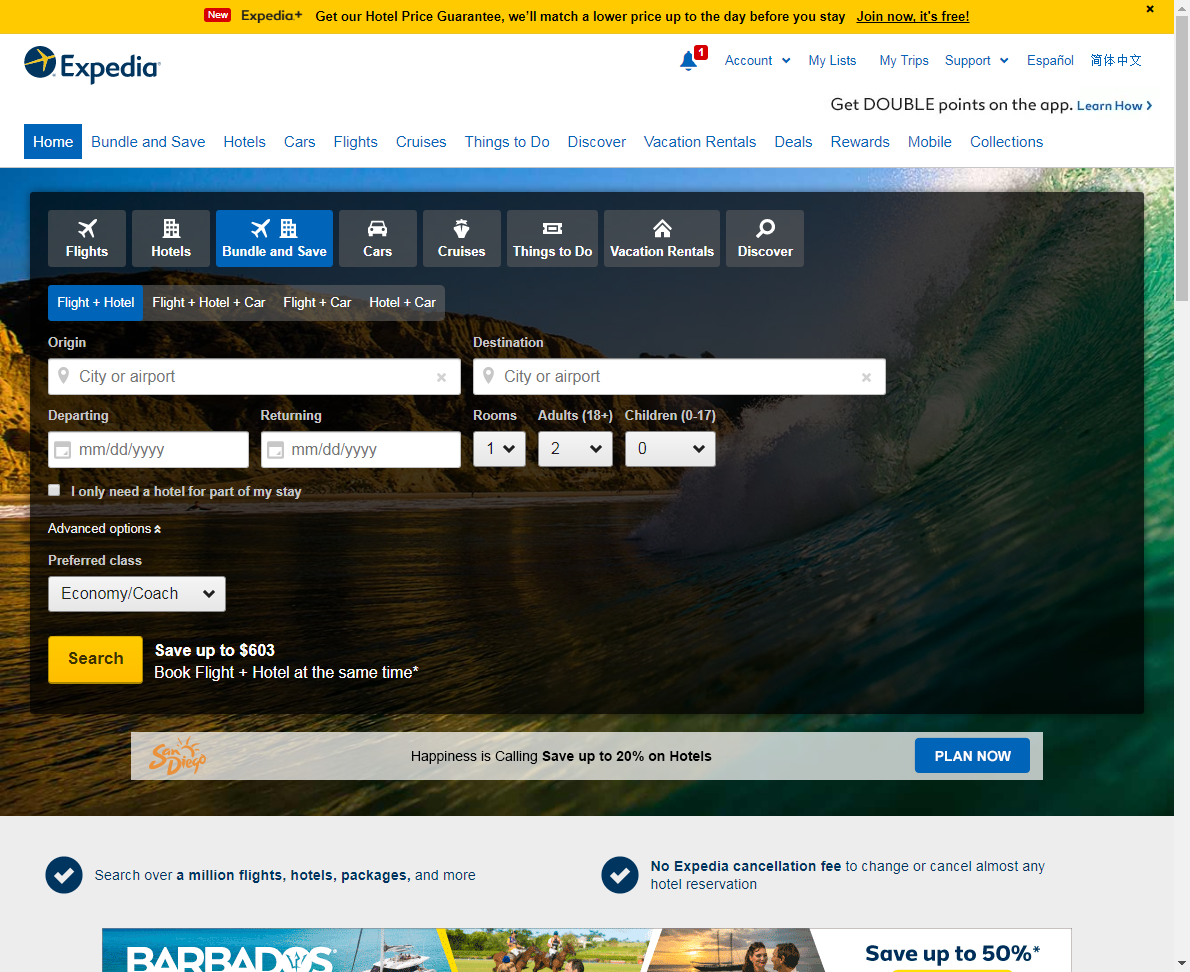 New Expedia+ Get our Hotel Price Guarantee, we'll match a lower price up to the day before you stay Join now, it's free!
Expedia
1 Account My Lists My Trips Support Español 简体中文
Get DOUBLE points on the app. Learn How
Home Bundle and Save Hotels Cars Flights Cruises Things to Do Discover Vacation Rentals Deals Rewards Mobile Collections
Flights Hotels Bundle and Save Cars Cruises Things to Do Vacation Rentals Discover
Flight + Hotel Flight + Hotel + Car Flight + Car Hotel + Car
Origin Destination
City or airport City or airport
Departing Returning Rooms Adults (18+) Children (0-17)
mm/dd/yyyy mm/dd/yyyy 1 2 0
I only need a hotel for part of my stay
Advanced options
Preferred class
Economy/Coach
Search Save up to $603
Book Flight + Hotel at the same time*
San Diego Happiness is Calling Save up to 20% on Hotels PLAN NOW
Search over a million flights, hotels, packages, and more
No Expedia cancellation fee to change or cancel almost any
hotel reservation
BARBADOS Save up to 50%*